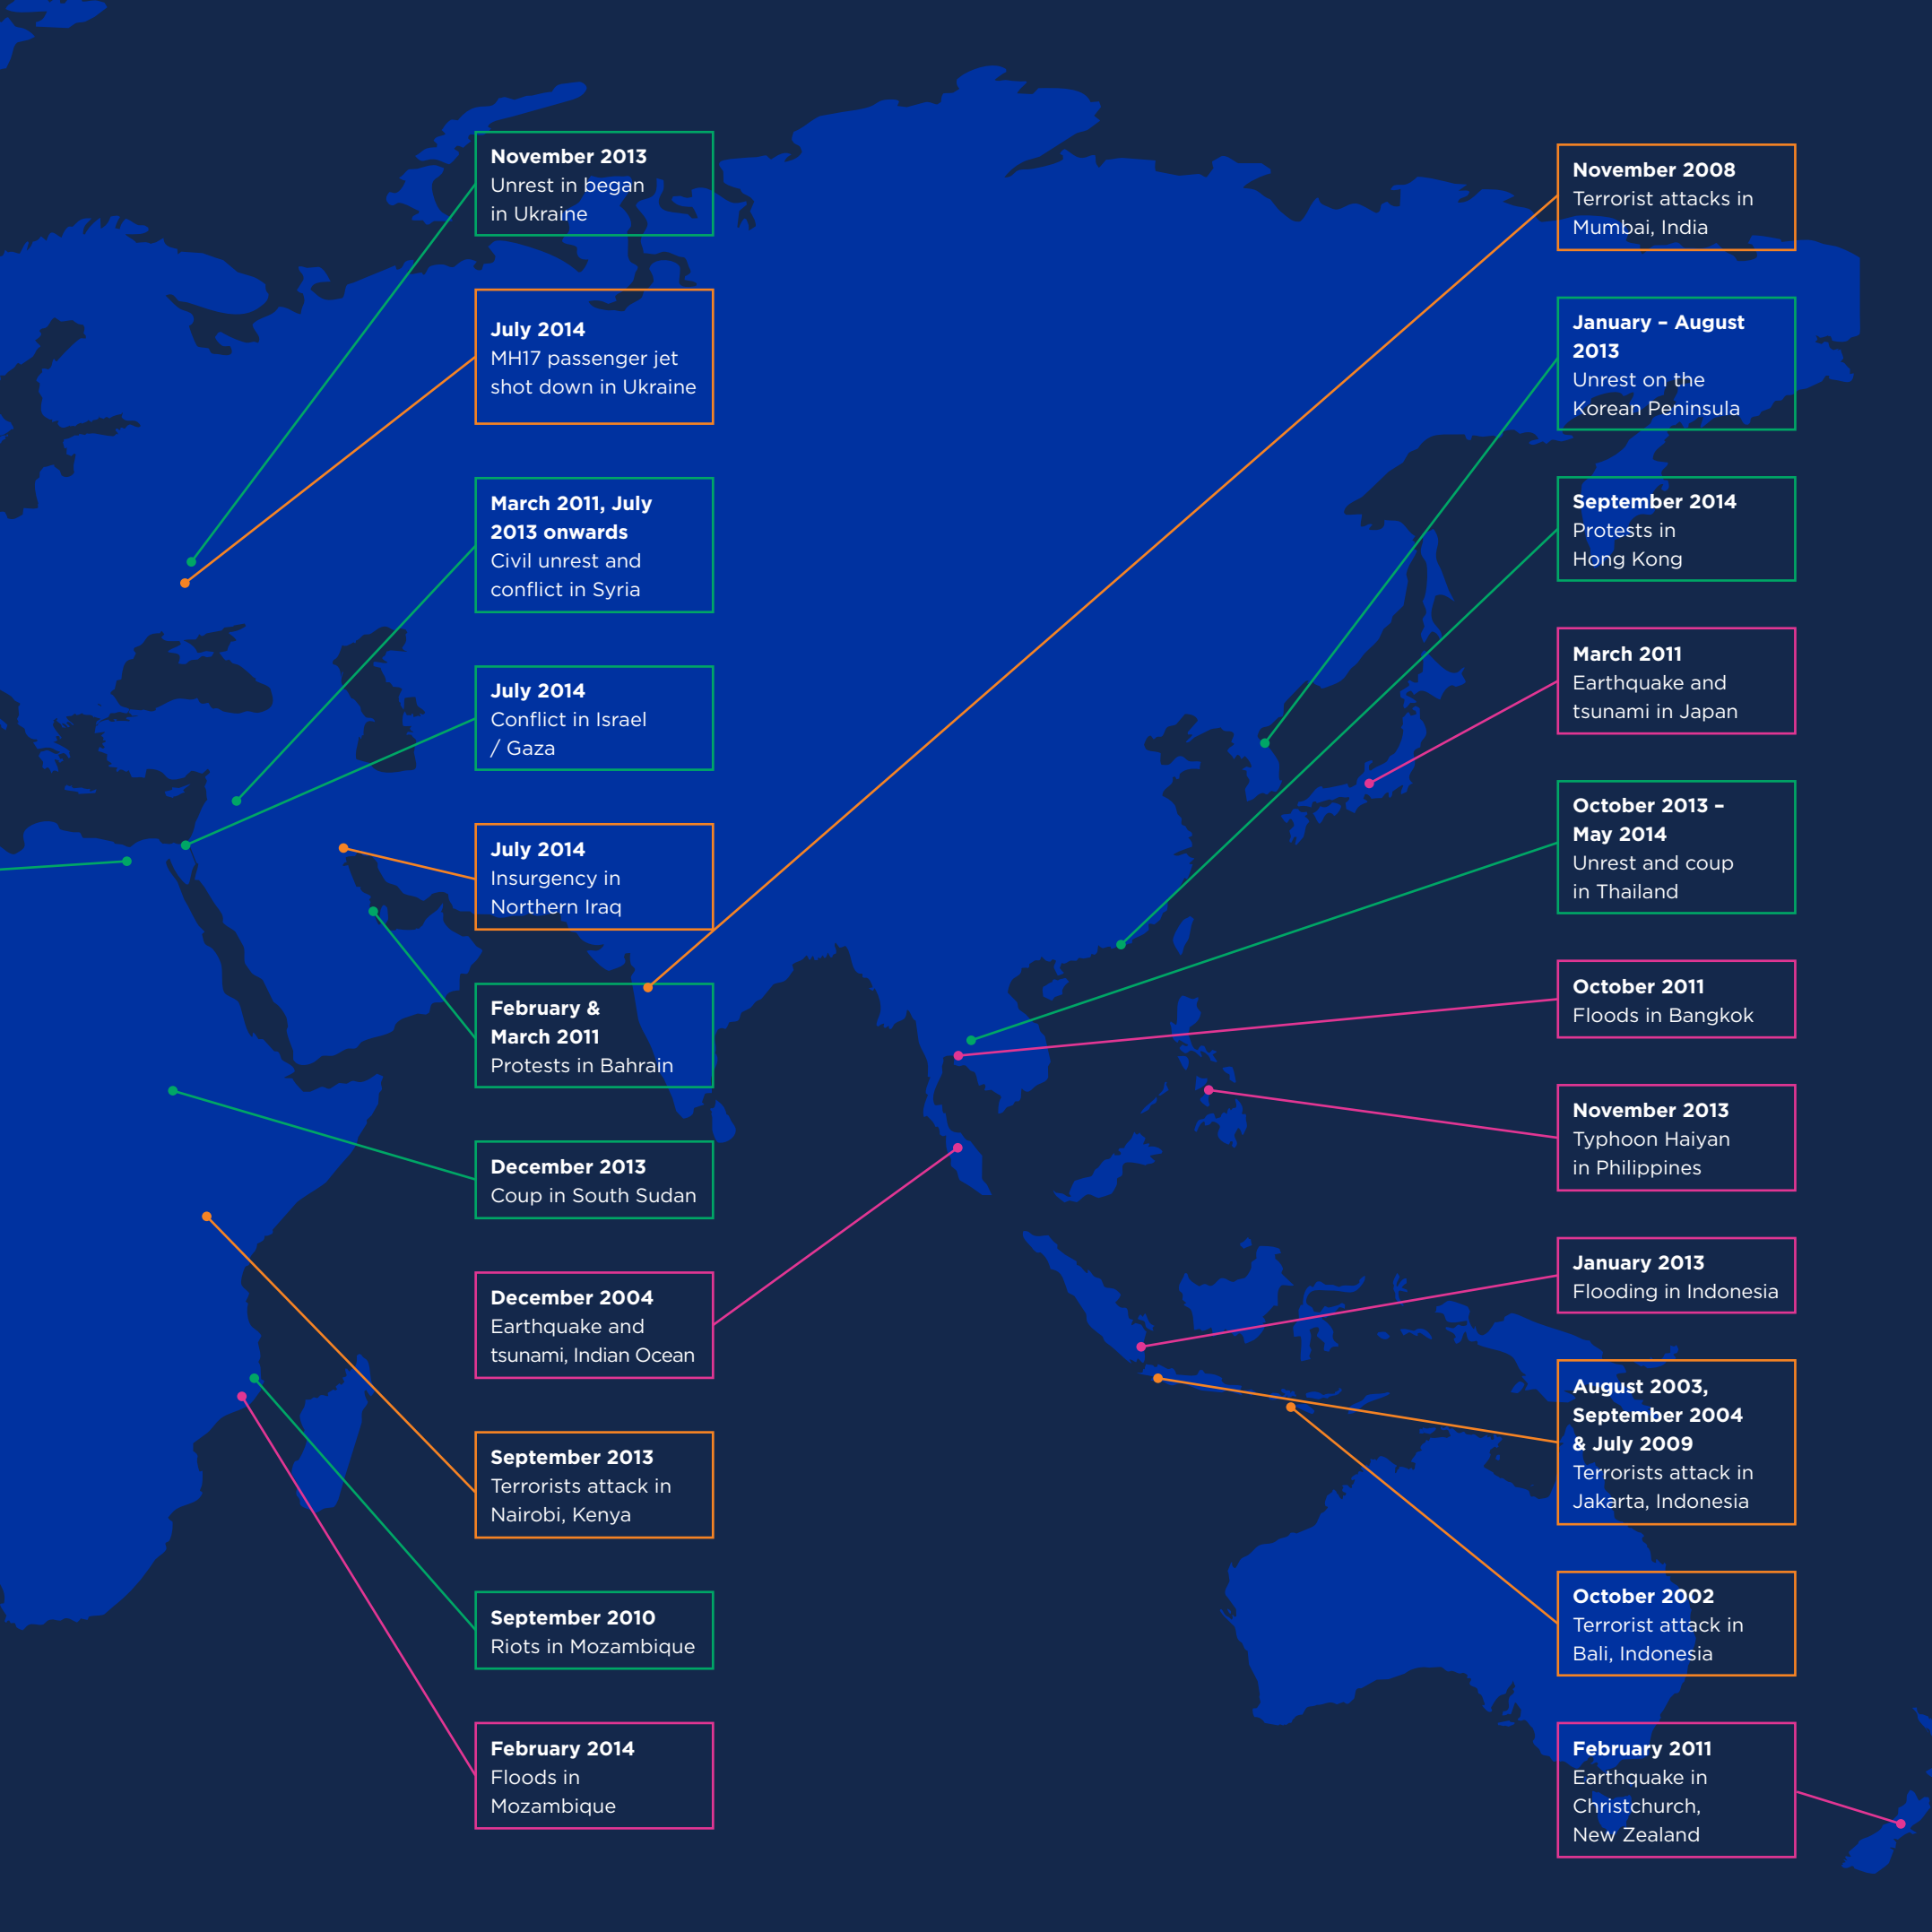 November 2013
Unrest in began
in Ukraine
July 2014
MH17 passenger jet
shot down in Ukraine
March 2011, July
2013 onwards
Civil unrest and
conflict in Syria
July 2014
Conflict in Israel
/ Gaza
July 2014
Insurgency in
Northern Iraq
February &
March 2011
Protests in Bahrain
December 2013
Coup in South Sudan
December 2004
Earthquake and
tsunami, Indian Ocean
September 2013
Terrorists attack in
Nairobi, Kenya
September 2010
Riots in Mozambique
February 2014
Floods in
Mozambique
November 2008
Terrorist attacks in
Mumbai, India
January – August
2013
Unrest on the
Korean Peninsula
September 2014
Protests in
Hong Kong
March 2011
Earthquake and
tsunami in Japan
October 2013 –
May 2014
Unrest and coup
in Thailand
October 2011
Floods in Bangkok
November 2013
Typhoon Haiyan
in Philippines
January 2013
Flooding in Indonesia
August 2003,
September 2004
& July 2009
Terrorists attack in
Jakarta, Indonesia
October 2002
Terrorist attack in
Bali, Indonesia
February 2011
Earthquake in
Christchurch,
New Zealand